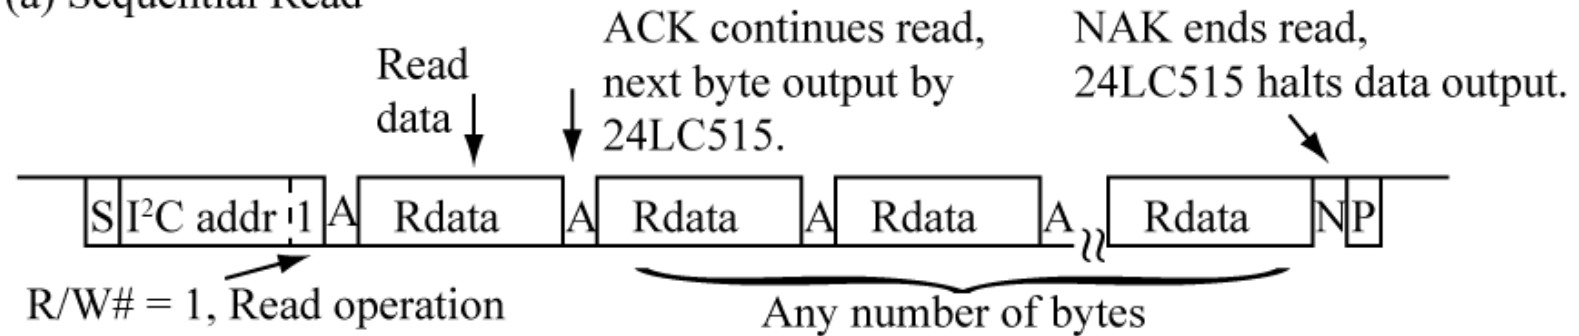 (a) Sequential Read
Read
data
ACK continues read,
next byte output by
24LC515.
NAK ends read,
24LC515 halts data output.
S I²C addr 1 A Rdata A Rdata A Rdata A Rdata N P
R/W# = 1, Read operation
Any number of bytes